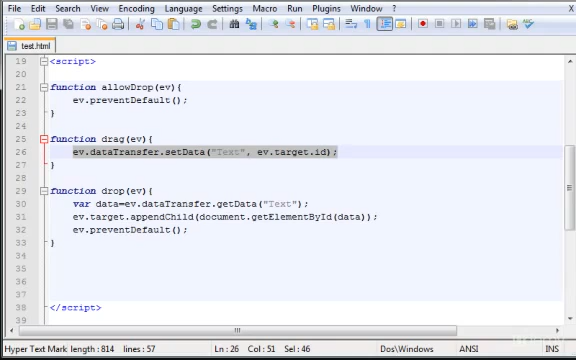 File Edit Search View Encoding Language Settings Macro Run Plugins Window ? X
test.html
19 <script>
20
21 function allowDrop(ev){
22 ev.preventDefault();
23 }
24
25 function drag(ev){
26 ev.dataTransfer.setData("Text", ev.target.id);
27 }
28
29 function drop(ev){
30 var data=ev.dataTransfer.getData("Text");
31 ev.target.appendChild(document.getElementById(data));
32 ev.preventDefault();
33 }
34
35
36
37
38 </script>
39
Hyper Text Mark length : 814 lines : 57 Ln : 26 Col : 51 Sel : 46 Dos\Windows ANSI INS